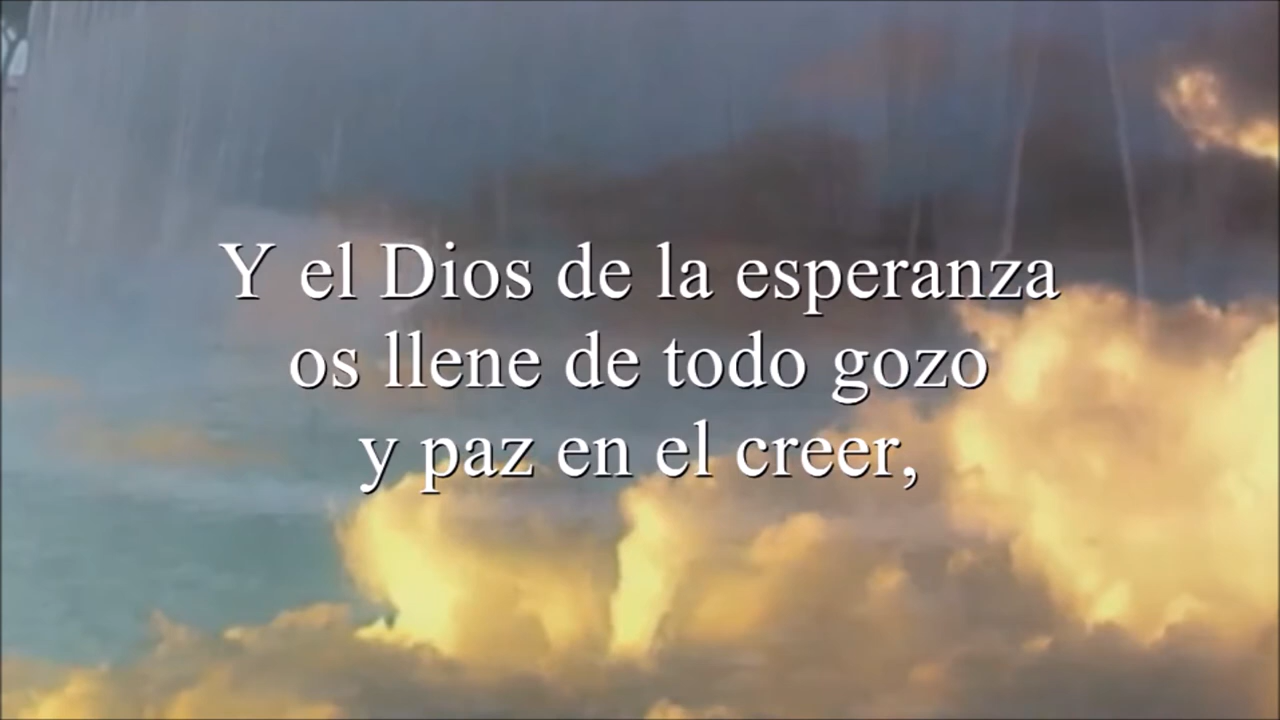 Y el Dios de la esperanza
os llene de todo gozo
y paz en el creer,